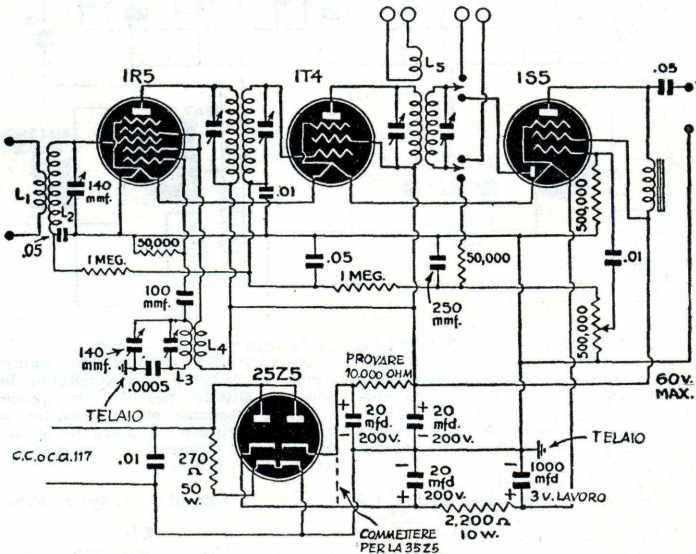 1R5
1T4
L5
1S5
.05
L1
L2
140
mmf.
.05
50,000
1 MEG.
100
mmf.
.01
.05
1 MEG.
250
mmf.
50,000
500,000
.01
500,000
60v.
MAX.
140
mmf.
.0005
L3
L4
TELAIO
25Z5
PROVARE
10.000 OHM
+
20
mfd.
200v.
-
+
20
mfd.
200v.
-
TELAIO
C.C.o C.a.117
.01
270
Ω
50
W.
-
20
mfd
200v.
+
-
1000
mfd
3 v. LAVORO
+
2,200 Ω
10 W.
COMMETTERE
PER LA 35Z5